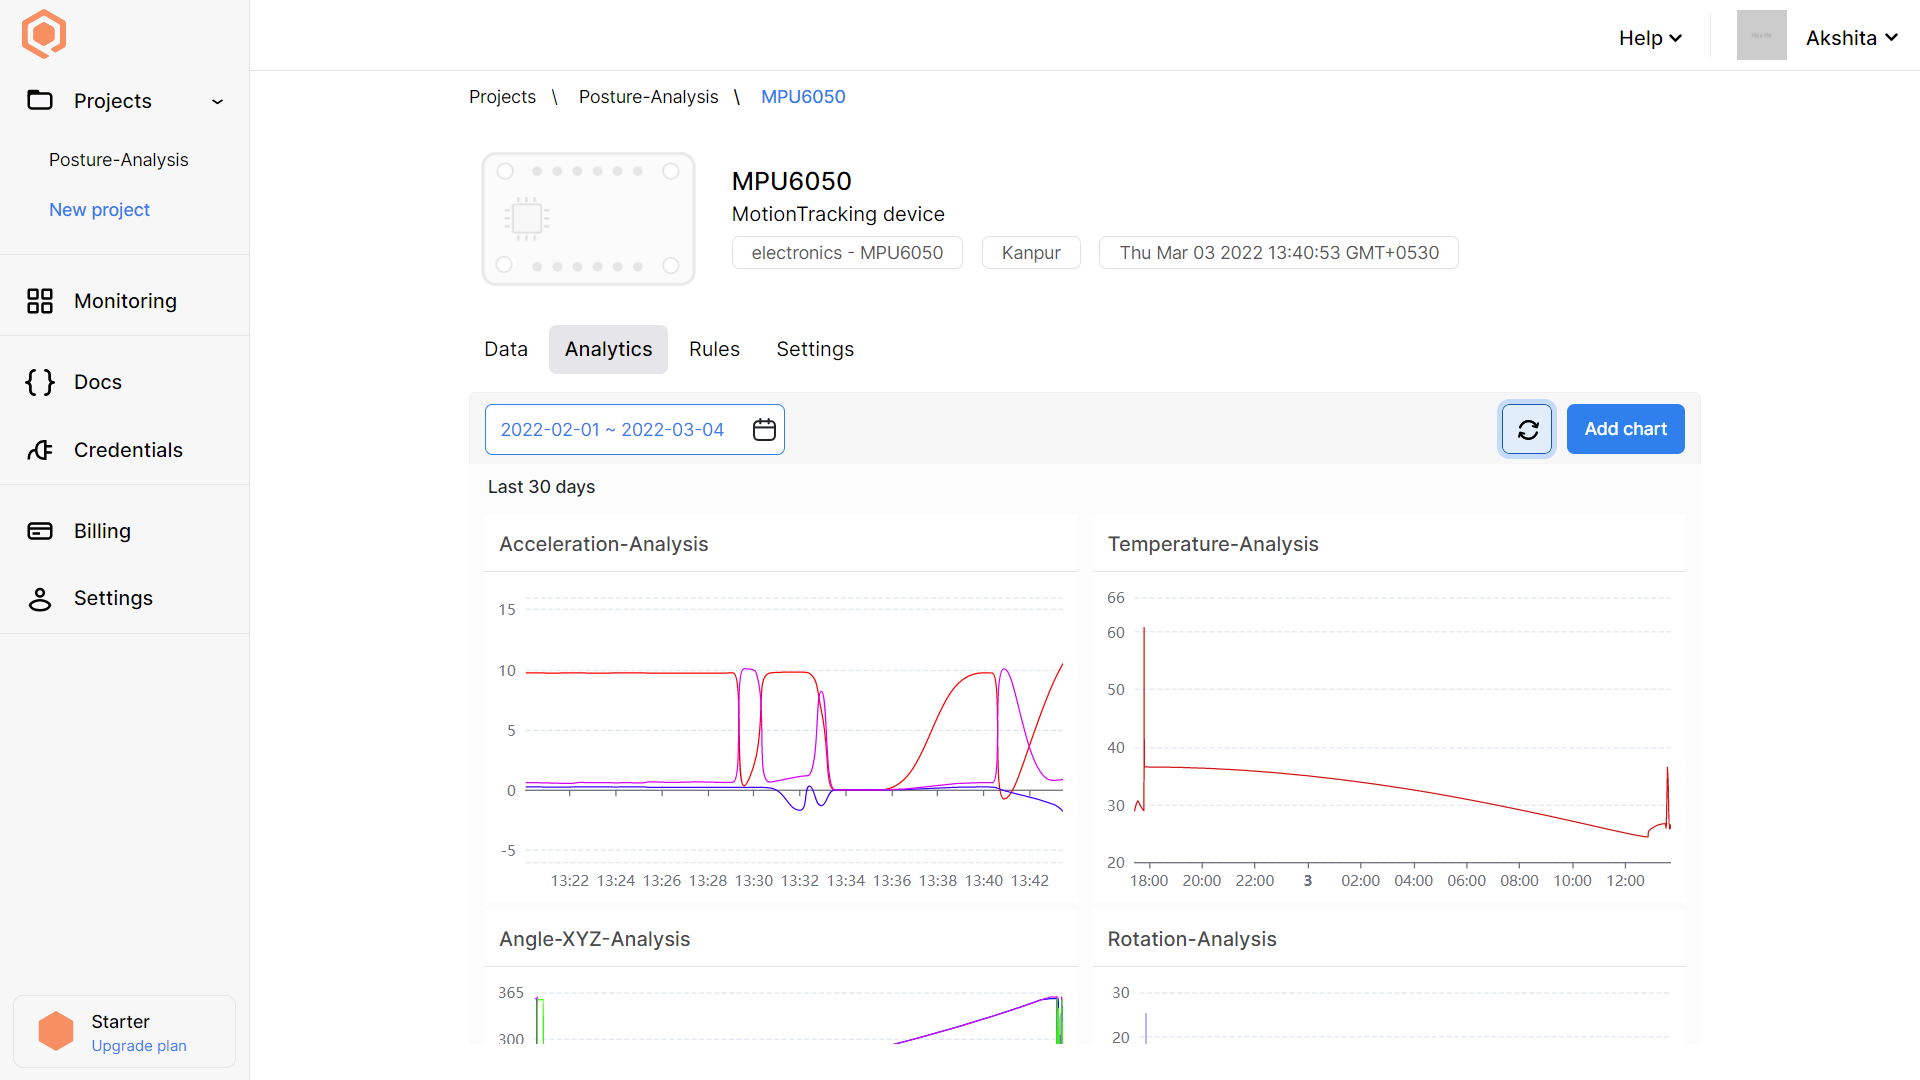 Help
Akshita
Projects
Posture-Analysis
New project
Monitoring
Docs
Credentials
Billing
Settings
Starter
Upgrade plan
Projects \ Posture-Analysis \ MPU6050
MPU6050
MotionTracking device
electronics - MPU6050
Kanpur
Thu Mar 03 2022 13:40:53 GMT+0530
Data Analytics Rules Settings
2022-02-01 ~ 2022-03-04
Add chart
Last 30 days
Acceleration-Analysis
15
10
5
0
-5
13:22 13:24 13:26 13:28 13:30 13:32 13:34 13:36 13:38 13:40 13:42
Temperature-Analysis
66
60
50
40
30
20
18:00 20:00 22:00 3 02:00 04:00 06:00 08:00 10:00 12:00
Angle-XYZ-Analysis
365
300
Rotation-Analysis
30
20